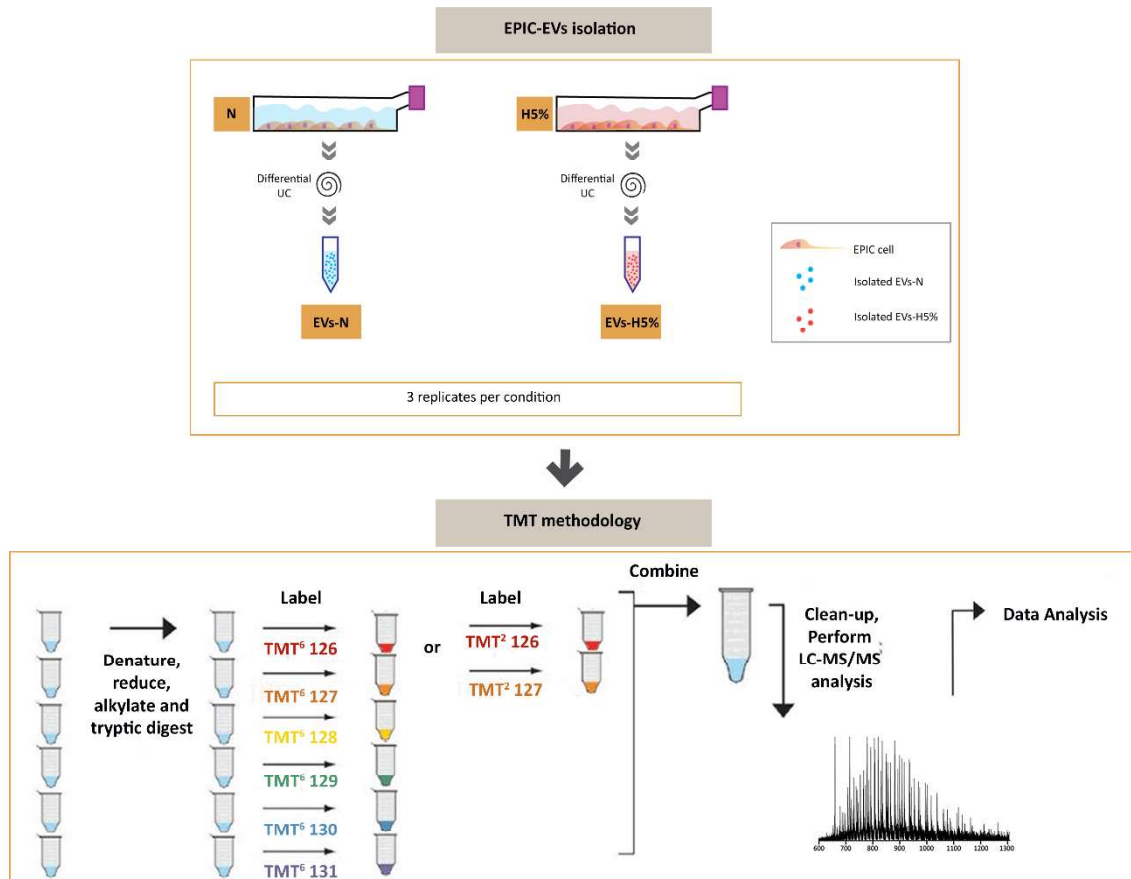 EPIC-EVs isolation
N
H5%
Differential
UC
Differential
UC
EPIC cell
Isolated EVs-N
Isolated EVs-H5%
EVs-N
EVs-H5%
3 replicates per condition
TMT methodology
Denature,
reduce,
alkylate and
tryptic digest
Label
TMT⁶ 126
TMT⁶ 127
TMT⁶ 128
TMT⁶ 129
TMT⁶ 130
TMT⁶ 131
or
Label
TMT² 126
TMT² 127
Combine
Clean-up,
Perform
LC-MS/MS
analysis
Data Analysis
600 700 800 900 1000 1100 1200 1300